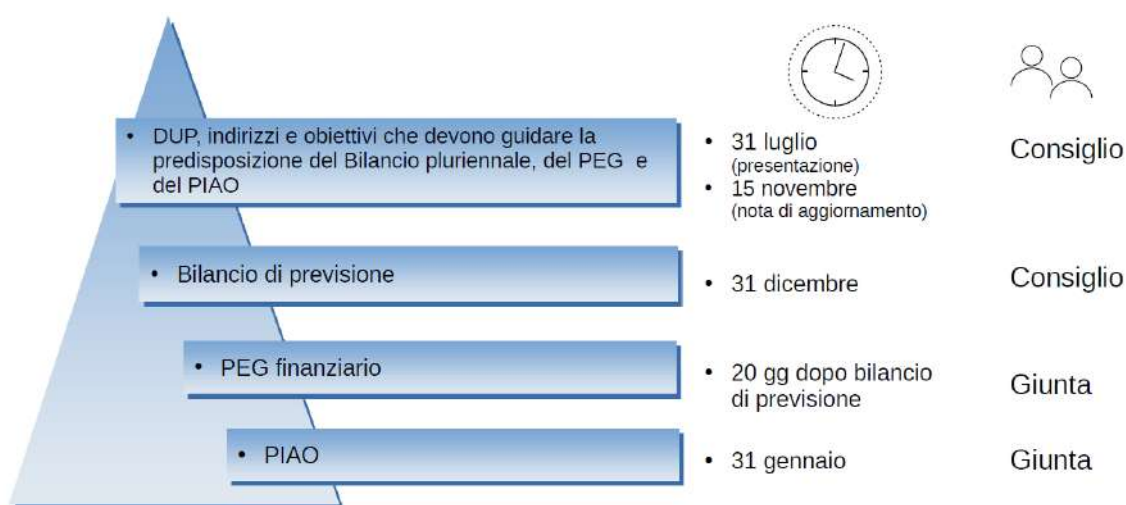 • DUP, indirizzi e obiettivi che devono guidare la
predisposizione del Bilancio pluriennale, del PEG e
del PIAO
• 31 luglio
(presentazione)
• 15 novembre
(nota di aggiornamento)
Consiglio
• Bilancio di previsione
• 31 dicembre
Consiglio
• PEG finanziario
• 20 gg dopo bilancio
di previsione
Giunta
• PIAO
• 31 gennaio
Giunta